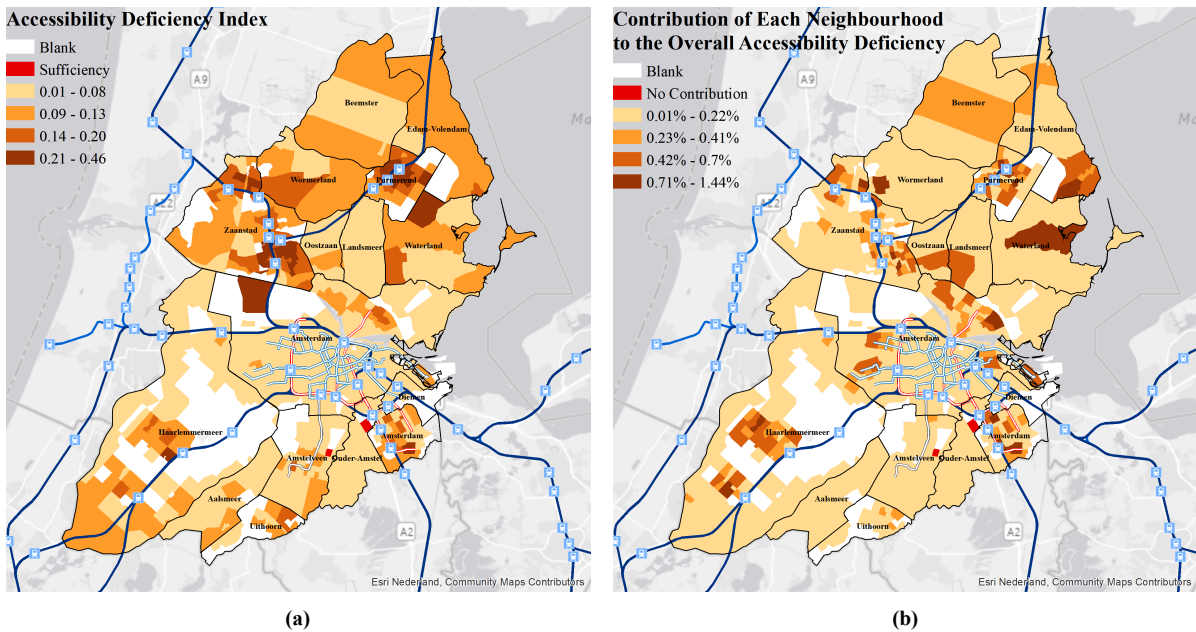 Accessibility Deficiency Index
Blank
Sufficiency
0.01 - 0.08
0.09 - 0.13
0.14 - 0.20
0.21 - 0.46
A9
A22
Beemster
Edam-Volendam
Wormerland
Purmerend
Zaanstad
Oostzaan
Landsmeer
Waterland
Amsterdam
Diemen
Haarlemmermeer
Amsterdam
Amstelveen
Ouder-Amstel
Aalsmeer
Uithoorn
A2
Ma
Esri Nederland, Community Maps Contributors
(a)
Contribution of Each Neighbourhood
to the Overall Accessibility Deficiency
Blank
No Contribution
0.01% - 0.22%
0.23% - 0.41%
0.42% - 0.7%
0.71% - 1.44%
A9
A22
Beemster
Edam-Volendam
Wormerland
Purmerend
Zaanstad
Oostzaan
Landsmeer
Waterland
Amsterdam
Diemen
Haarlemmermeer
Amsterdam
Amstelveen
Ouder-Amstel
Aalsmeer
Uithoorn
A2
Ma
Esri Nederland, Community Maps Contributors
(b)